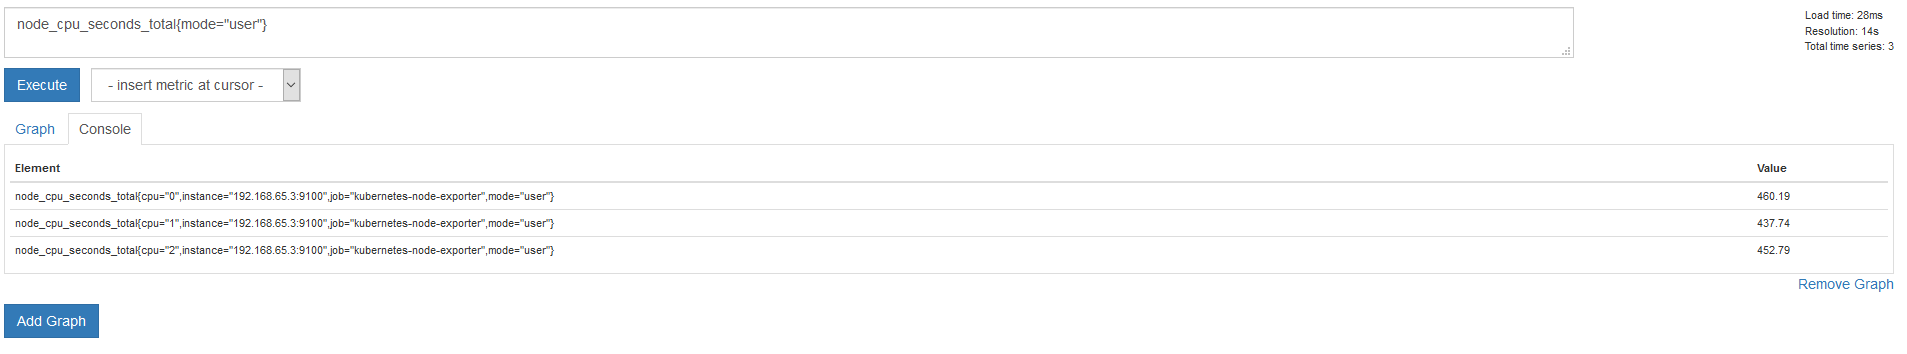 node_cpu_seconds_total{mode="user"}
Load time: 28ms
Resolution: 14s
Total time series: 3
Execute
- insert metric at cursor -
Graph Console
Element Value
node_cpu_seconds_total{cpu="0",instance="192.168.65.3:9100",job="kubernetes-node-exporter",mode="user"} 460.19
node_cpu_seconds_total{cpu="1",instance="192.168.65.3:9100",job="kubernetes-node-exporter",mode="user"} 437.74
node_cpu_seconds_total{cpu="2",instance="192.168.65.3:9100",job="kubernetes-node-exporter",mode="user"} 452.79
Remove Graph
Add Graph